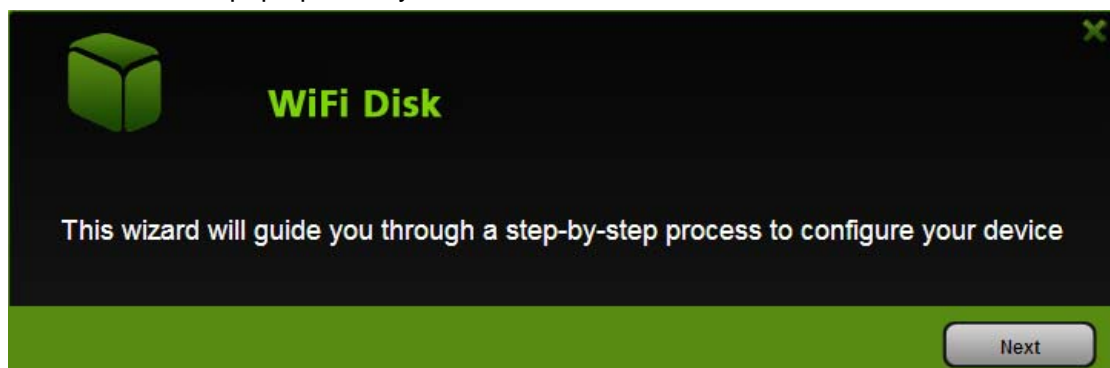 WiFi Disk
This wizard will guide you through a step-by-step process to configure your device
Next